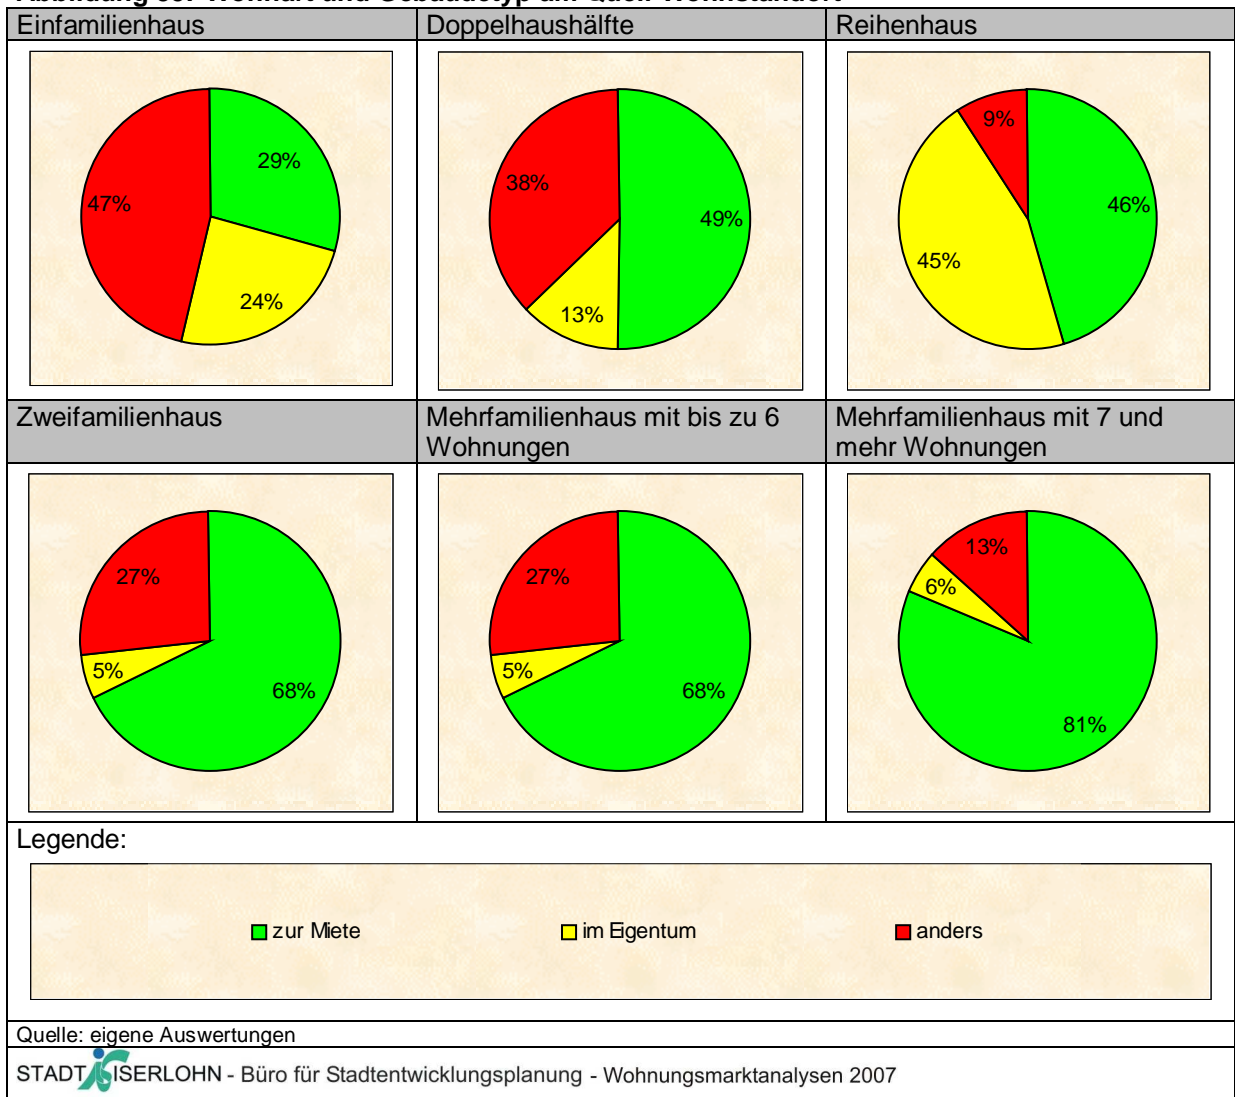 Einfamilienhaus
Doppelhaushälfte
Reihenhaus
29%
24%
47%
49%
13%
38%
46%
45%
9%
Zweifamilienhaus
Mehrfamilienhaus mit bis zu 6
Wohnungen
Mehrfamilienhaus mit 7 und
mehr Wohnungen
27%
5%
68%
27%
5%
68%
13%
6%
81%
Legende:
zur Miete
im Eigentum
anders
Quelle: eigene Auswertungen
STADT ISERLOHN - Büro für Stadtentwicklungsplanung - Wohnungsmarktanalysen 2007